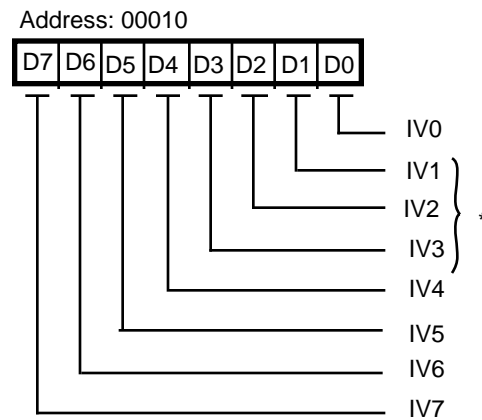 Address: 00010
D7 D6 D5 D4 D3 D2 D1 D0
IV0
IV1
IV2
*
IV3
IV4
IV5
IV6
IV7